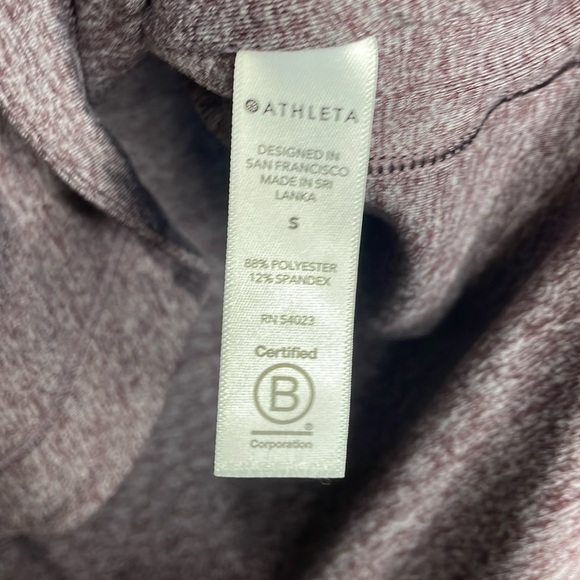 ATHLETA
DESIGNED IN
SAN FRANCISCO
MADE IN SRI
LANKA
S
88% POLYESTER
12% SPANDEX
RN 54023
Certified
B
®
Corporation